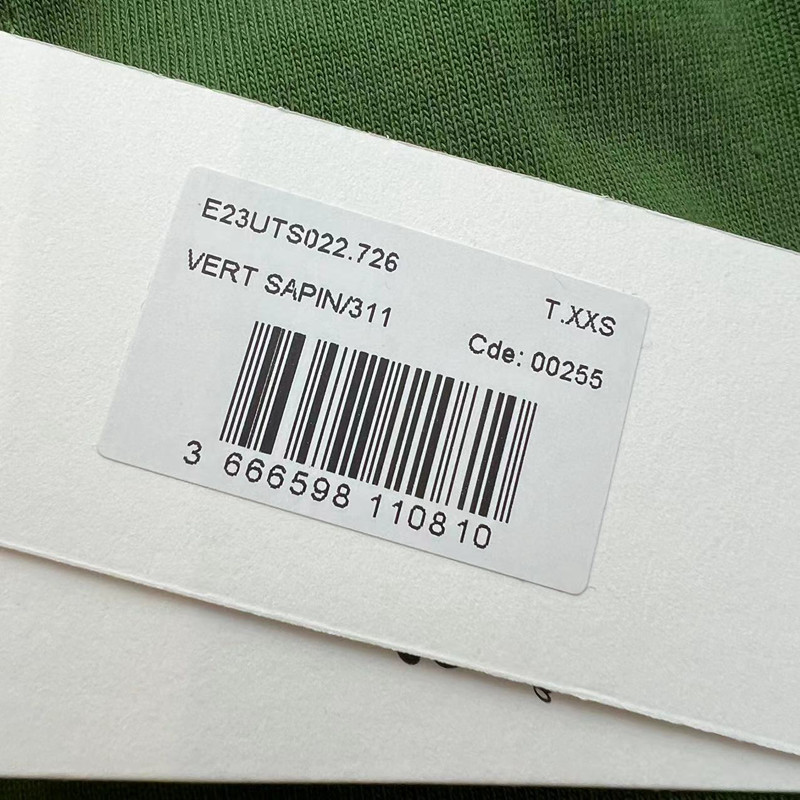 E23UTS022.726
VERT SAPIN/311
T.XXS
Cde: 00255
3 666598 110810